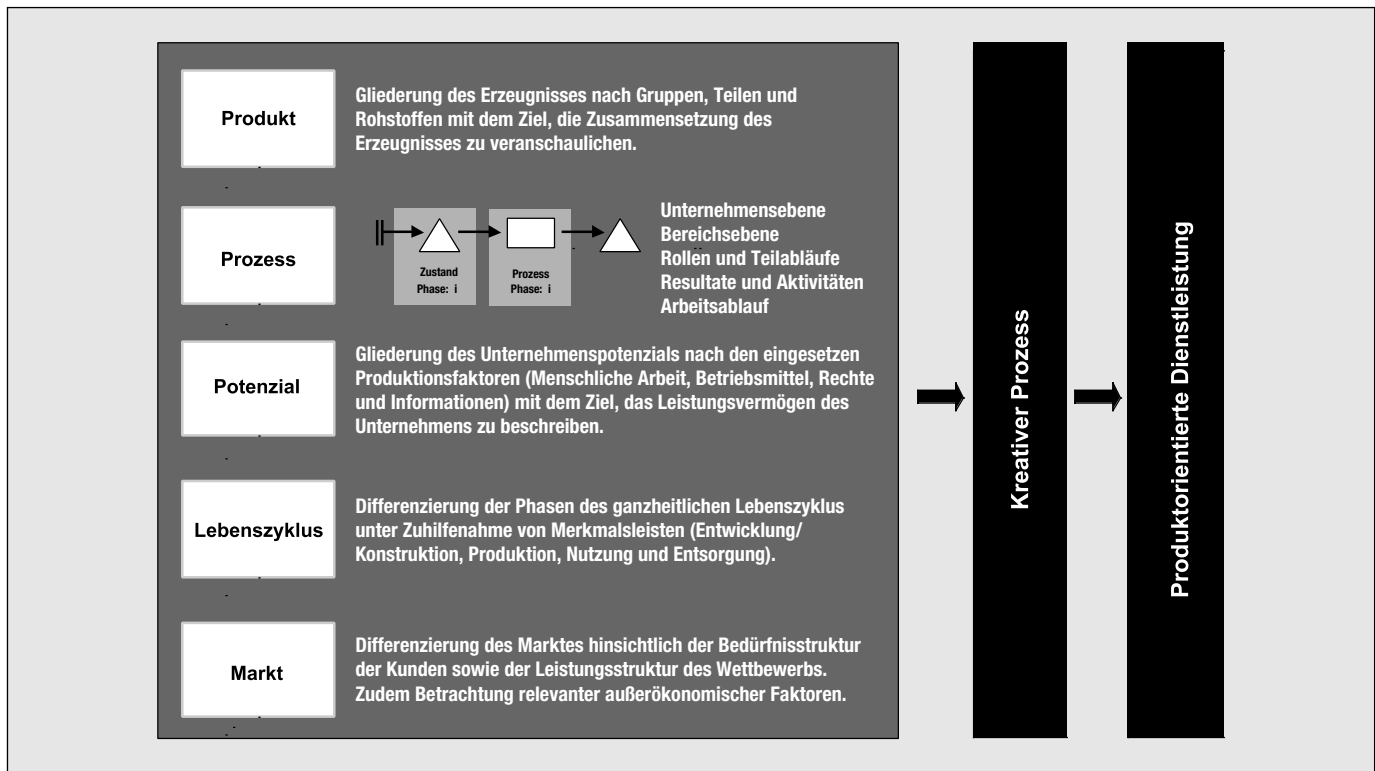 Produkt
Gliederung des Erzeugnisses nach Gruppen, Teilen und
Rohstoffen mit dem Ziel, die Zusammensetzung des
Erzeugnisses zu veranschaulichen.
Prozess
Zustand
Phase: i
Prozess
Phase: i
Unternehmensebene
Bereichsebene
Rollen und Teilabläufe
Resultate und Aktivitäten
Arbeitsablauf
Potenzial
Gliederung des Unternehmenspotenzials nach den eingesetzen
Produktionsfaktoren (Menschliche Arbeit, Betriebsmittel, Rechte
und Informationen) mit dem Ziel, das Leistungsvermögen des
Unternehmens zu beschreiben.
Lebenszyklus
Differenzierung der Phasen des ganzheitlichen Lebenszyklus
unter Zuhilfenahme von Merkmalsleisten (Entwicklung/
Konstruktion, Produktion, Nutzung und Entsorgung).
Markt
Differenzierung des Marktes hinsichtlich der Bedürfnisstruktur
der Kunden sowie der Leistungsstruktur des Wettbewerbs.
Zudem Betrachtung relevanter außerökonomischer Faktoren.
Kreativer Prozess
Produktorientierte Dienstleistung